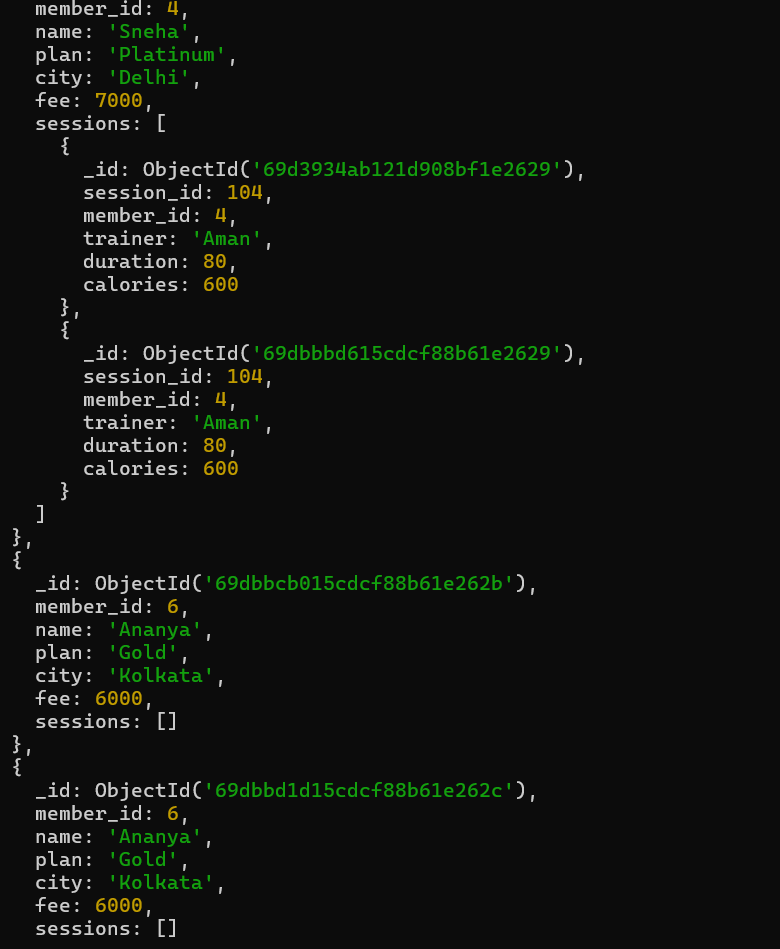 member_id: 4,
name: 'Sneha',
plan: 'Platinum',
city: 'Delhi',
fee: 7000,
sessions: [
{
_id: ObjectId('69d3934ab121d908bf1e2629'),
session_id: 104,
member_id: 4,
trainer: 'Aman',
duration: 80,
calories: 600
},
{
_id: ObjectId('69dbbbd615cdcf88b61e2629'),
session_id: 104,
member_id: 4,
trainer: 'Aman',
duration: 80,
calories: 600
}
]
},
{
_id: ObjectId('69dbbcb015cdcf88b61e262b'),
member_id: 6,
name: 'Ananya',
plan: 'Gold',
city: 'Kolkata',
fee: 6000,
sessions: []
},
{
_id: ObjectId('69dbbd1d15cdcf88b61e262c'),
member_id: 6,
name: 'Ananya',
plan: 'Gold',
city: 'Kolkata',
fee: 6000,
sessions: []